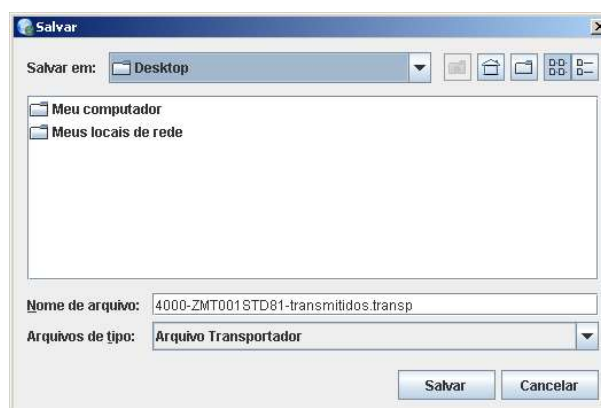 Salvar
Salvar em: Desktop
Meu computador
Meus locais de rede
Nome de arquivo: 4000-ZMT001STD81-transmitidos.transp
Arquivos de tipo: Arquivo Transportador
Salvar Cancelar